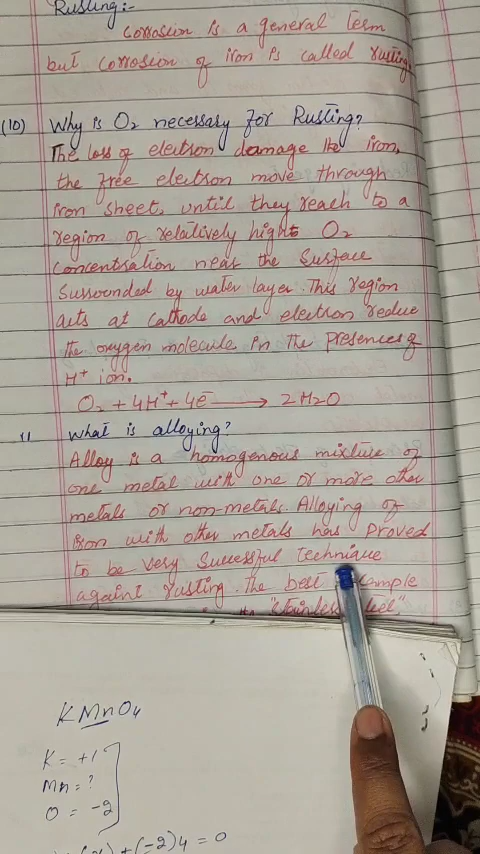 Rusting:-
Corrosion is a general term
but corrosion of iron is called rusting
(10) Why is O2 necessary for Rusting?
The loss of electron damage the iron,
the free electron move through
iron sheet, until they reach to a
region of relatively high O2
concentration near the surface
surrounded by water layer. This region
acts at cathode and electron reduce
the oxygen molecule in the presences of
H+ ion.
O2 + 4H+ + 4e- → 2H2O
11 What is alloying?
Alloy is a homogenous mixture of
one metal with one or more other
metals or non-metals. Alloying of
iron with other metals has proved
to be very successful technique
againt rusting. The best
"Stainless
KMnO4
K = +1
Mn = ?
O = -2
+(-2)4 = 0